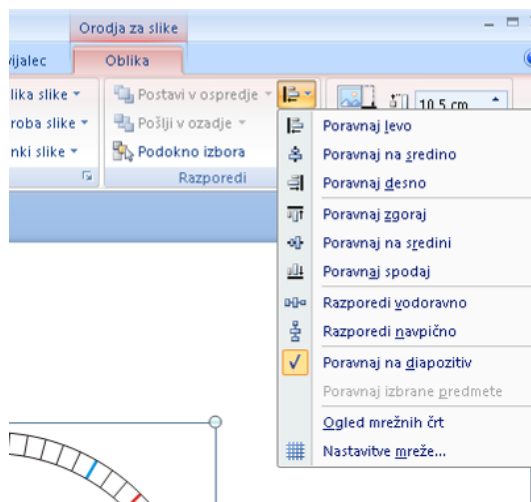 Orodja za slike
vijalec
Oblika
lika slike
roba slike
nki slike
Postavi v ospredje
Pošlji v ozadje
Podokno izbora
Razporedi
10,5 cm
Poravnaj levo
Poravnaj na sredino
Poravnaj desno
Poravnaj zgoraj
Poravnaj na sredini
Poravnaj spodaj
Razporedi vodoravno
Razporedi navpično
Poravnaj na diapozitiv
Poravnaj izbrane predmete
Ogled mrežnih črt
Nastavitve mreže...